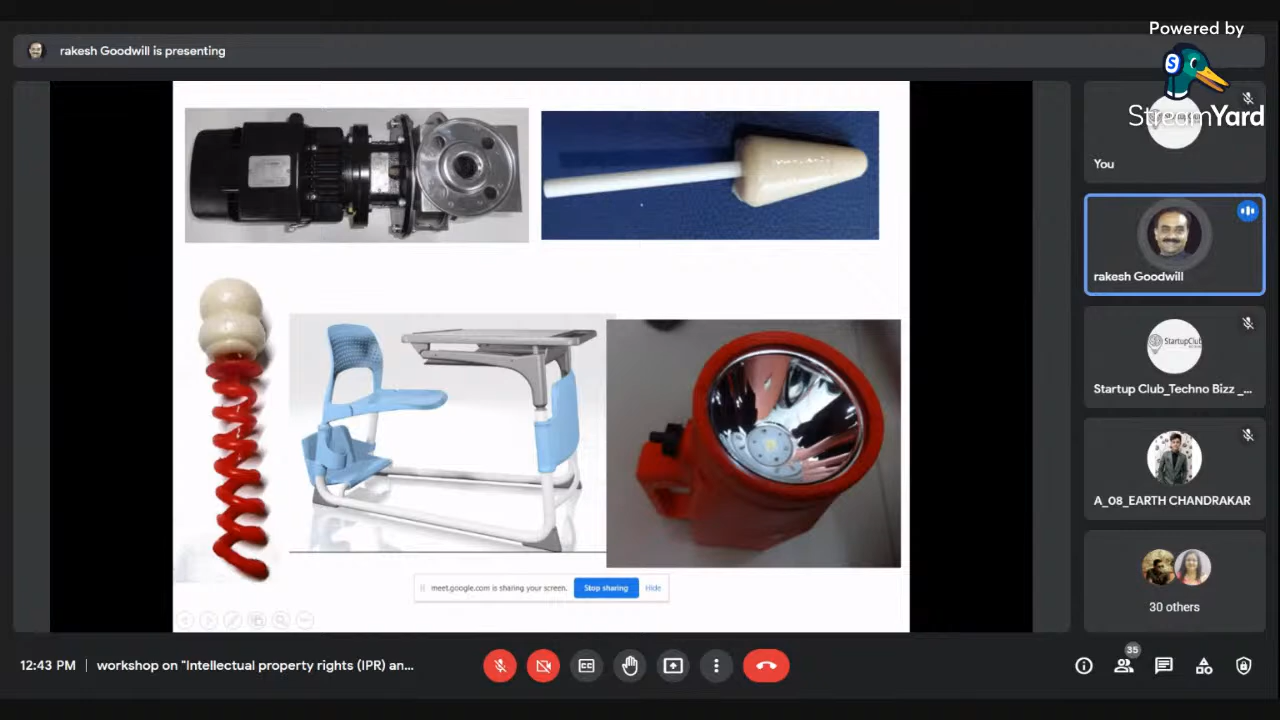 Powered by
StreamYard
rakesh Goodwill is presenting
You
rakesh Goodwill
StartupClub
Startup Club_Techno Bizz _...
A_08_EARTH CHANDRAKAR
30 others
meet.google.com is sharing your screen.
Stop sharing
Hide
12:43 PM
workshop on "Intellectual property rights (IPR) an...
35